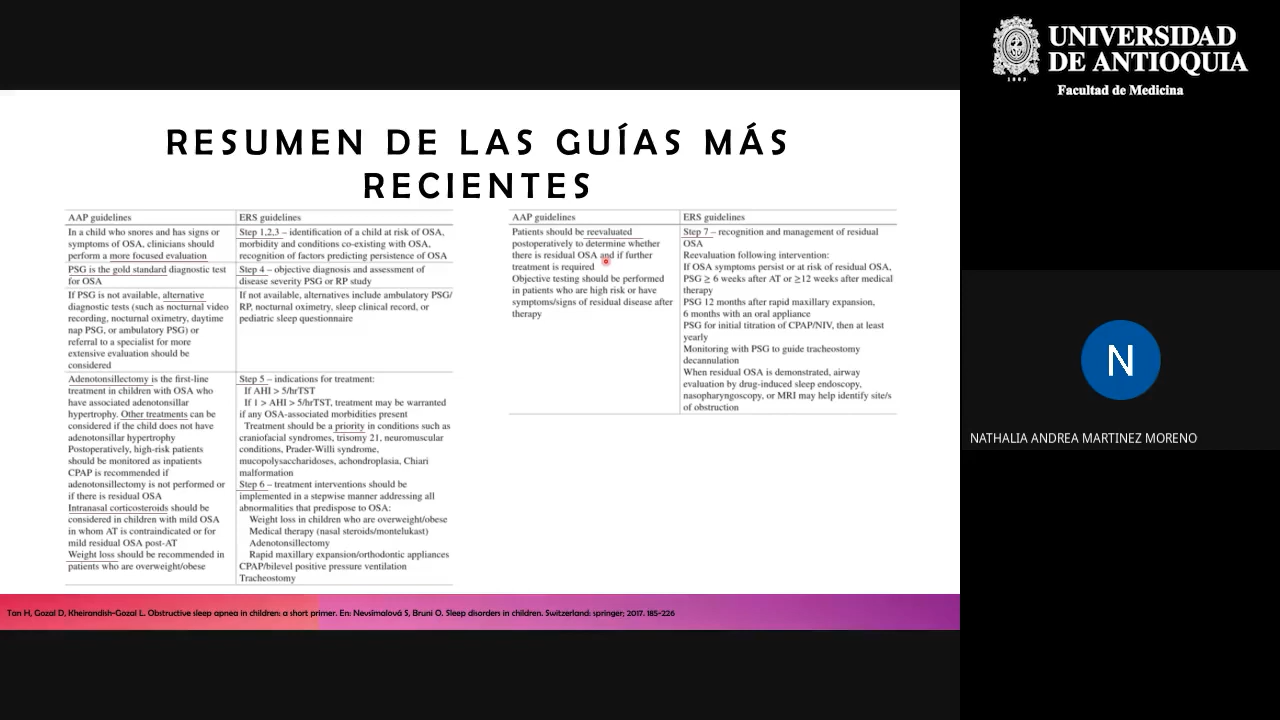 UNIVERSIDAD
DE ANTIOQUIA
1803
Facultad de Medicina
RESUMEN DE LAS GUÍAS MÁS
RECIENTES
AAP guidelines
ERS guidelines
In a child who snores and has signs or
symptoms of OSA, clinicians should
perform a more focused evaluation
Step 1,2,3 – identification of a child at risk of OSA,
morbidity and conditions co-existing with OSA,
recognition of factors predicting persistence of OSA
PSG is the gold standard diagnostic test
for OSA
Step 4 – objective diagnosis and assessment of
disease severity PSG or RP study
If PSG is not available, alternative
diagnostic tests (such as nocturnal video
recording, nocturnal oximetry, daytime
nap PSG, or ambulatory PSG) or
referral to a specialist for more
extensive evaluation should be
considered
If not available, alternatives include ambulatory PSG/
RP, nocturnal oximetry, sleep clinical record, or
pediatric sleep questionnaire
Adenotonsillectomy is the first-line
treatment in children with OSA who
have associated adenotonsillar
hypertrophy. Other treatments can be
considered if the child does not have
adenotonsillar hypertrophy
Postoperatively, high-risk patients
should be monitored as inpatients
CPAP is recommended if
adenotonsillectomy is not performed or
if there is residual OSA
Intranasal corticosteroids should be
considered in children with mild OSA
in whom AT is contraindicated or for
mild residual OSA post-AT
Weight loss should be recommended in
patients who are overweight/obese
Step 5 – indications for treatment:
If AHI > 5/hrTST
If 1 > AHI > 5/hrTST, treatment may be warranted
if any OSA-associated morbidities present
Treatment should be a priority in conditions such as
craniofacial syndromes, trisomy 21, neuromuscular
conditions, Prader-Willi syndrome,
mucopolysaccharidoses, achondroplasia, Chiari
malformation
Step 6 – treatment interventions should be
implemented in a stepwise manner addressing all
abnormalities that predispose to OSA:
Weight loss in children who are overweight/obese
Medical therapy (nasal steroids/montelukast)
Adenotonsillectomy
Rapid maxillary expansion/orthodontic appliances
CPAP/bilevel positive pressure ventilation
Tracheostomy
AAP guidelines
ERS guidelines
Patients should be reevaluated
postoperatively to determine whether
there is residual OSA and if further
treatment is required
Objective testing should be performed
in patients who are high risk or have
symptoms/signs of residual disease after
therapy
Step 7 – recognition and management of residual
OSA
Reevaluation following intervention:
If OSA symptoms persist or at risk of residual OSA,
PSG ≥ 6 weeks after AT or ≥12 weeks after medical
therapy
PSG 12 months after rapid maxillary expansion,
6 months with an oral appliance
PSG for initial titration of CPAP/NIV, then at least
yearly
Monitoring with PSG to guide tracheostomy
decannulation
When residual OSA is demonstrated, airway
evaluation by drug-induced sleep endoscopy,
nasopharyngoscopy, or MRI may help identify site/s
of obstruction
Tan H, Gozal D, Kheirandish-Gozal L. Obstructive sleep apnea in children: a short primer. En: Nevsimalová S, Bruni O. Sleep disorders in children. Switzerland: springer; 2017. 185-226
N
NATHALIA ANDREA MARTINEZ MORENO